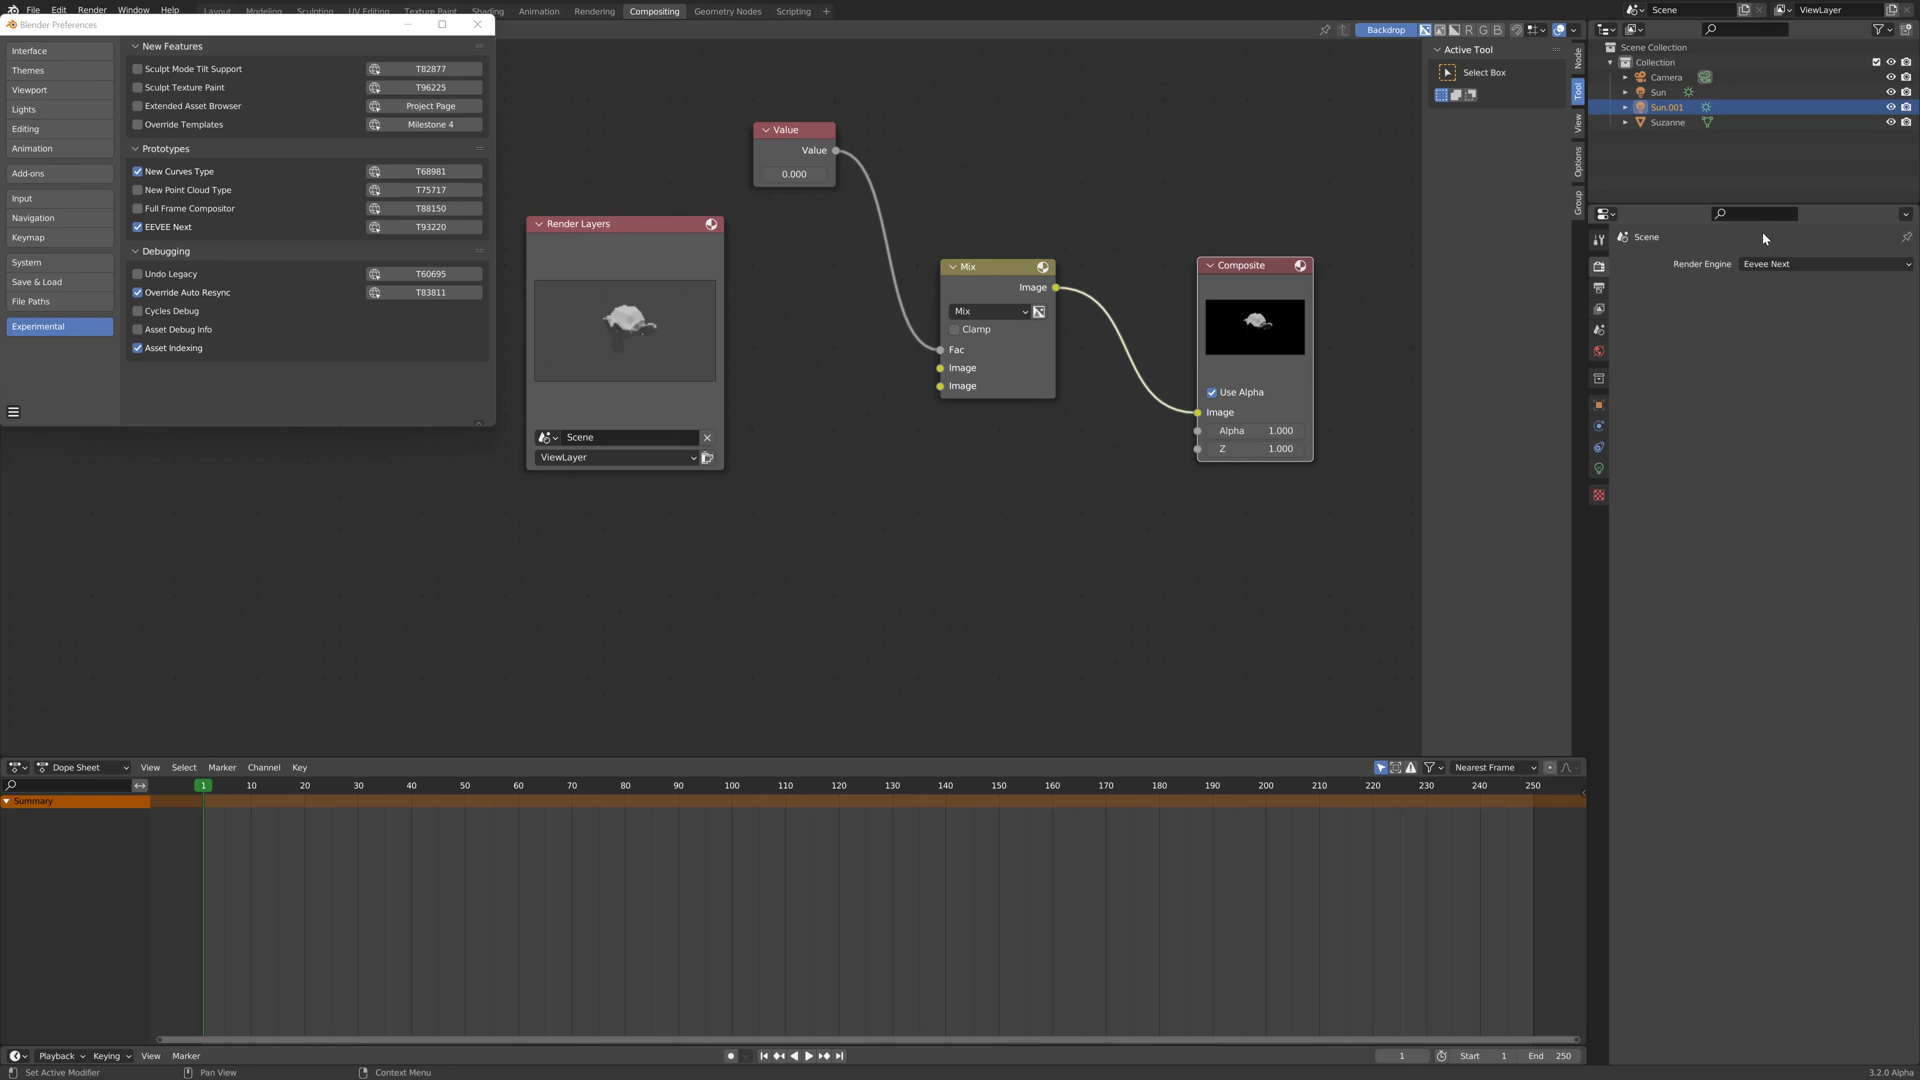 File Edit Render Window Help Layout Modeling Sculpting UV Editing Texture Paint Shading Animation Rendering Compositing Geometry Nodes Scripting + Scene ViewLayer
Blender Preferences
Interface
Themes
Viewport
Lights
Editing
Animation
Add-ons
Input
Navigation
Keymap
System
Save & Load
File Paths
Experimental
New Features
Sculpt Mode Tilt Support T82877
Sculpt Texture Paint T96225
Extended Asset Browser Project Page
Override Templates Milestone 4
Prototypes
New Curves Type T68981
New Point Cloud Type T75717
Full Frame Compositor T88150
EEVEE Next T93220
Debugging
Undo Legacy T60695
Override Auto Resync T83811
Cycles Debug
Asset Debug Info
Asset Indexing
Backdrop R G B
Value
Value
0.000
Render Layers
Scene
ViewLayer
Mix
Image
Mix
Clamp
Fac
Image
Image
Composite
Use Alpha
Image
Alpha 1.000
Z 1.000
Active Tool
Select Box
Node
Tool
View
Options
Group
Scene Collection
Collection
Camera
Sun
Sun.001
Suzanne
Scene
Render Engine Eevee Next
Dope Sheet View Select Marker Channel Key Nearest Frame
1 10 20 30 40 50 60 70 80 90 100 110 120 130 140 150 160 170 180 190 200 210 220 230 240 250
Summary
Playback Keying View Marker 1 Start 1 End 250
Set Active Modifier Pan View Context Menu 3.2.0 Alpha